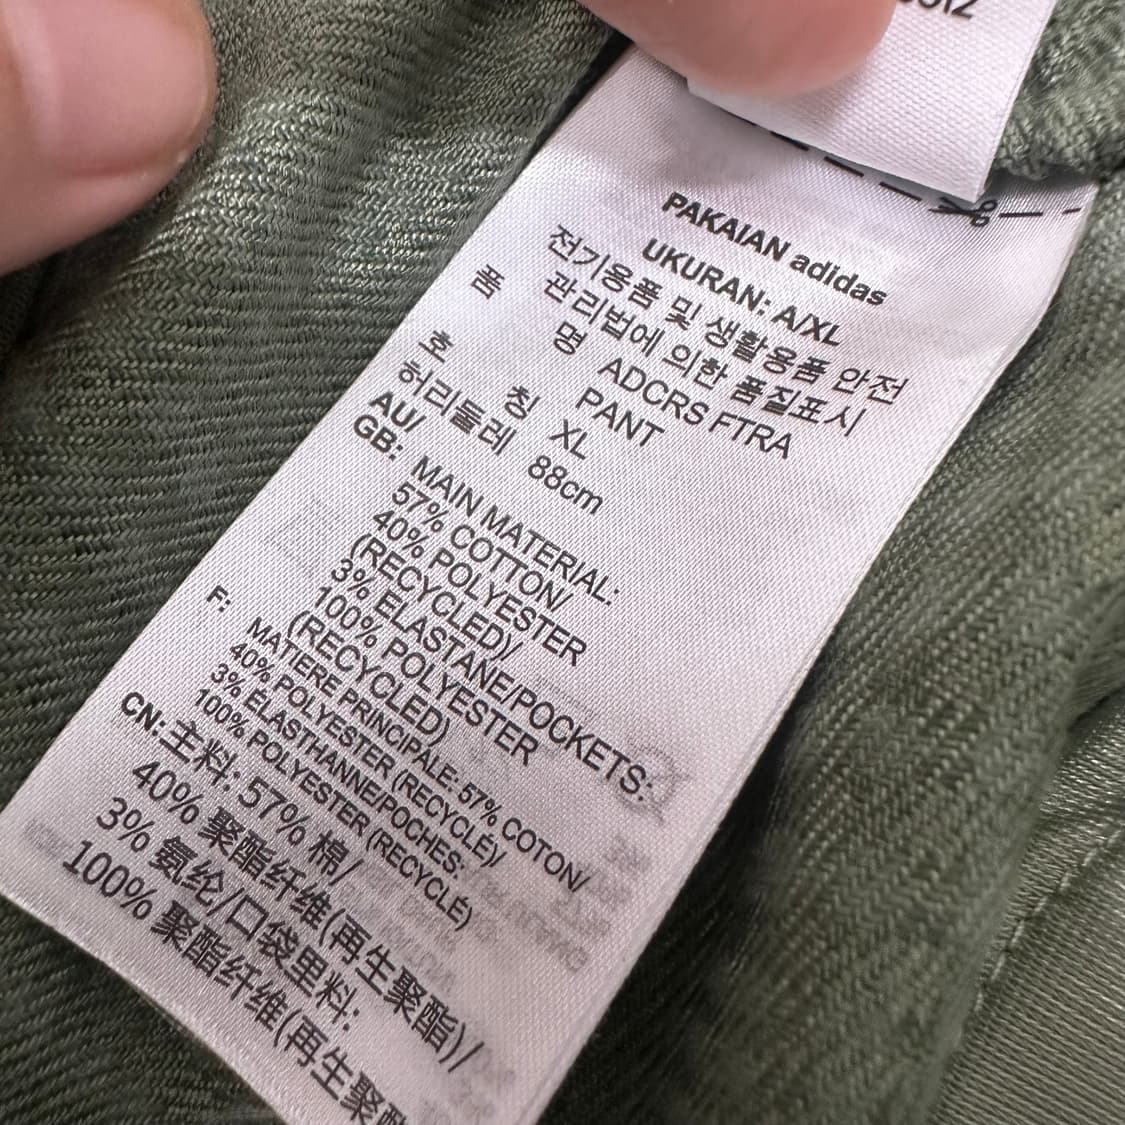 PAKAIAN adidas
UKURAN: A/XL
전기용품 및 생활용품 안전
관리법에 의한 품질표시
품 명 ADCRS FTRA
PANT
호 칭 XL
허리둘레 88cm
AU/
GB: MAIN MATERIAL:
57% COTTON/
40% POLYESTER
(RECYCLED)/
3% ELASTANE/POCKETS:
100% POLYESTER
(RECYCLED)
F: MATIERE PRINCIPALE: 57% COTON/
40% POLYESTER (RECYCLÉ)/
3% ÉLASTHANNE/POCHES:
100% POLYESTER (RECYCLÉ)
CN: 主料: 57% 棉/
40% 聚酯纤维(再生聚酯)/
3% 氨纶/口袋里料:
100% 聚酯纤维(再生聚酯